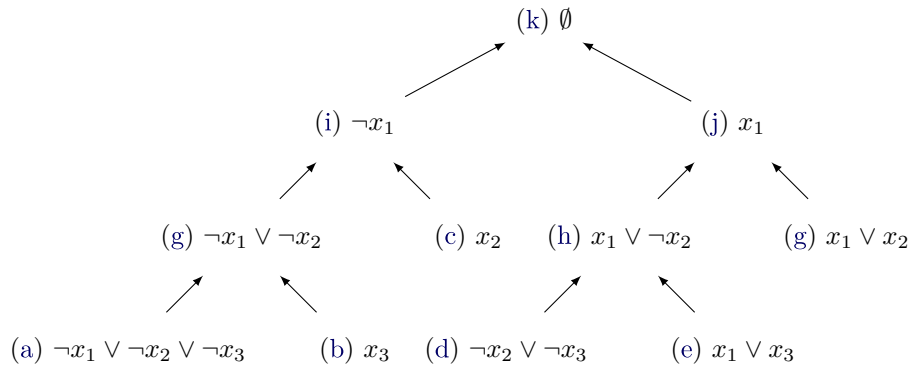 (k) ∅
(i) ¬x₁ (j) x₁
(g) ¬x₁ ∨ ¬x₂ (c) x₂ (h) x₁ ∨ ¬x₂ (g) x₁ ∨ x₂
(a) ¬x₁ ∨ ¬x₂ ∨ ¬x₃ (b) x₃ (d) ¬x₂ ∨ ¬x₃ (e) x₁ ∨ x₃